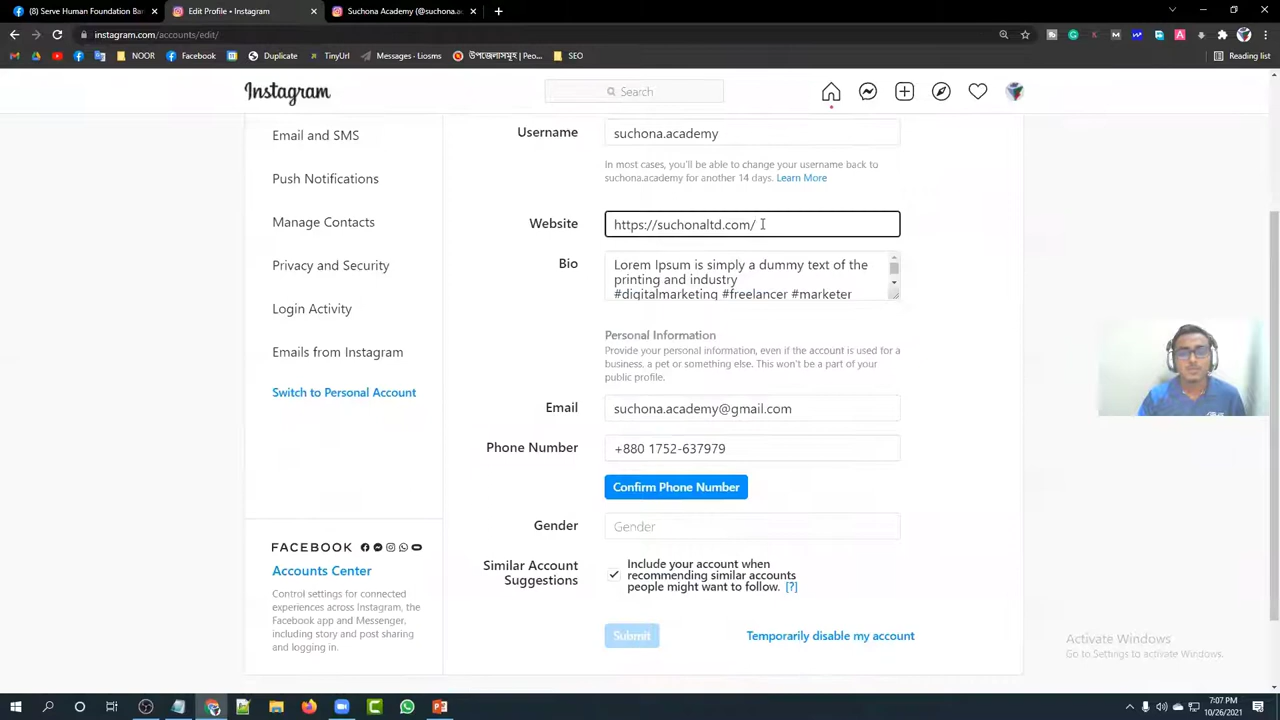 (8) Serve Human Foundation Ba
Edit Profile • Instagram
Suchona Academy (@suchona.ac
instagram.com/accounts/edit/
NOOR
Facebook
Duplicate
TinyUrl
Messages - Liosms
উপজেলাসমূহ | Peo...
SEO
Instagram
Search
Email and SMS
Push Notifications
Manage Contacts
Privacy and Security
Login Activity
Emails from Instagram
Switch to Personal Account
FACEBOOK
Accounts Center
Control settings for connected
experiences across Instagram, the
Facebook app and Messenger,
including story and post sharing
and logging in.
Username
suchona.academy
In most cases, you'll be able to change your username back to
suchona.academy for another 14 days. Learn More
Website
https://suchonaltd.com/
Bio
Lorem Ipsum is simply a dummy text of the
printing and industry
#digitalmarketing #freelancer #marketer
Personal Information
Provide your personal information, even if the account is used for a
business, a pet or something else. This won't be a part of your
public profile.
Email
suchona.academy@gmail.com
Phone Number
+880 1752-637979
Confirm Phone Number
Gender
Gender
Similar Account
Suggestions
Include your account when
recommending similar accounts
people might want to follow. [?]
Submit
Temporarily disable my account
Activate Windows
Go to Settings to activate Windows.
7:07 PM
10/26/2021